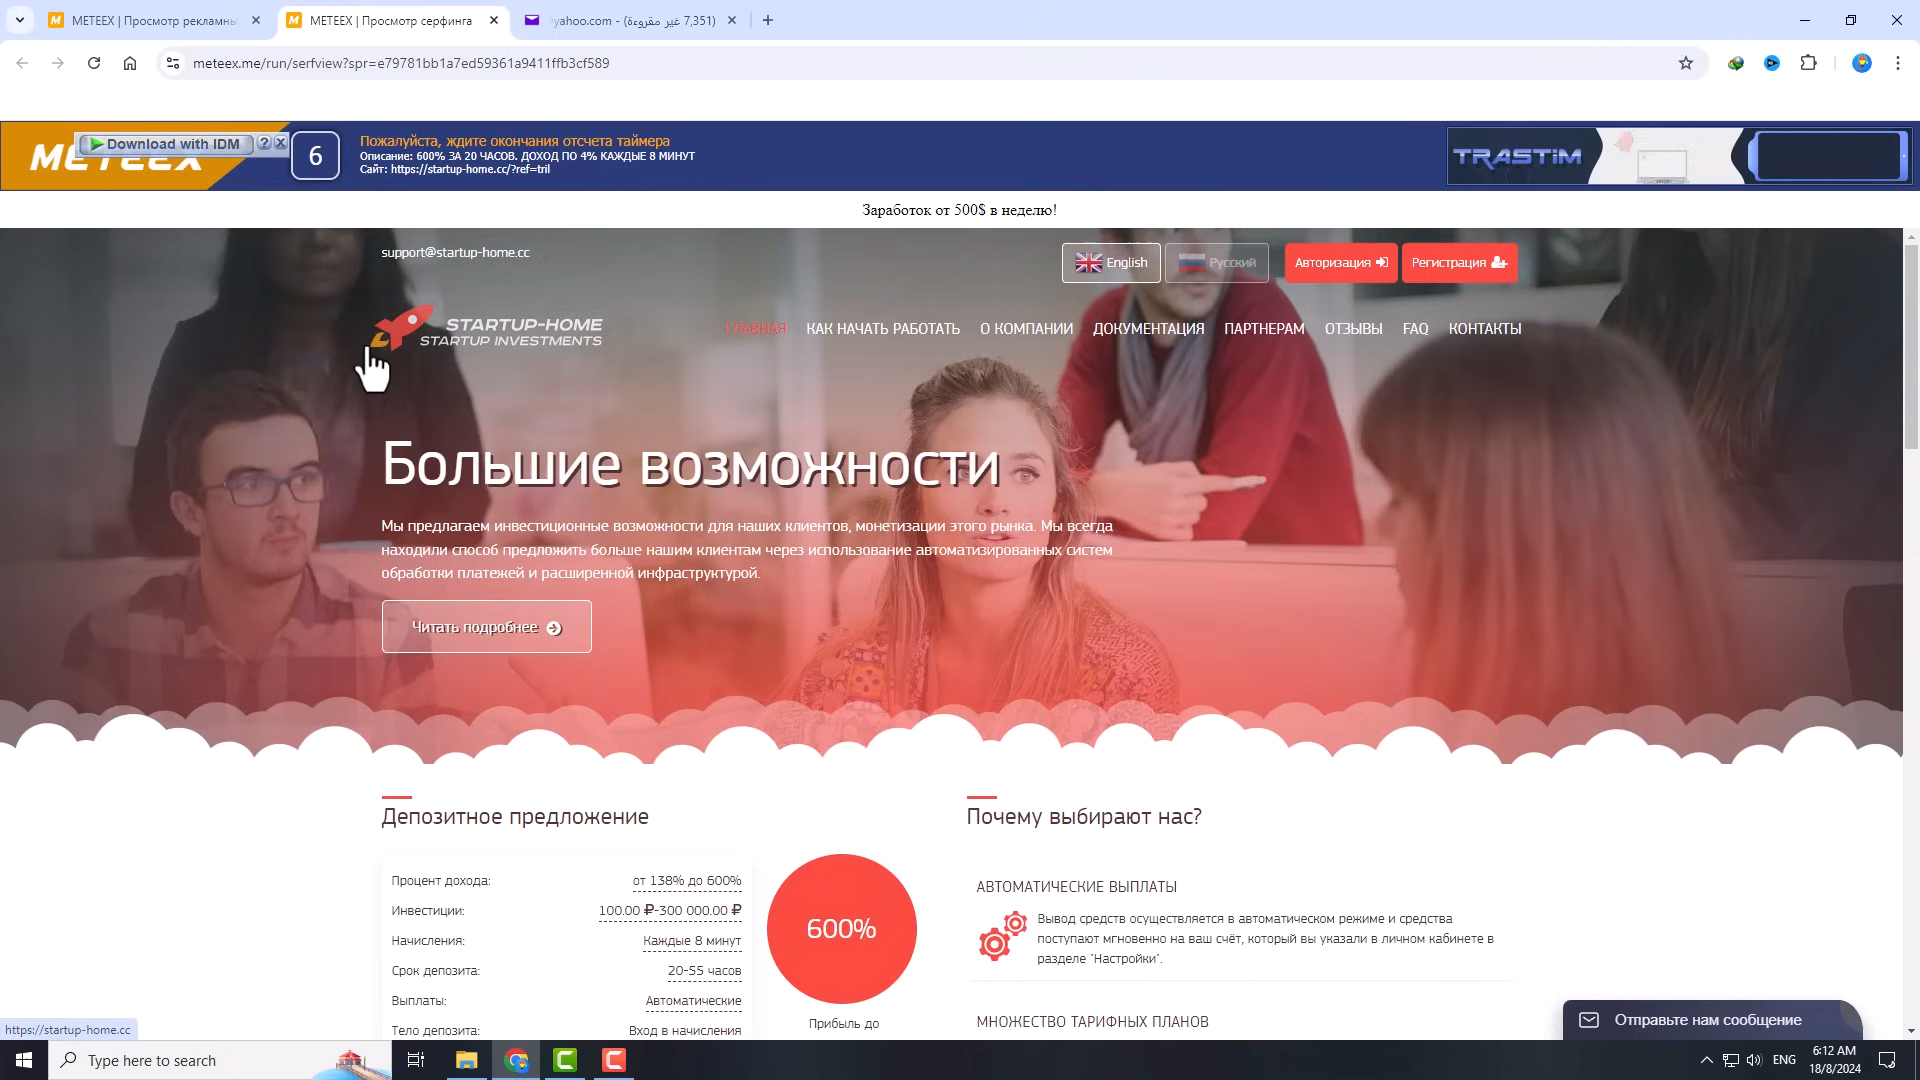 METEEX | Просмотр рекламны
METEEX | Просмотр серфинга
yahoo.com - (7,351 غير مقروءة)
meteex.me/run/serfview?spr=e79781bb1a7ed59361a9411ffb3cf589
METEEX
Download with IDM
?
6
Пожалуйста, ждите окончания отсчета таймера
Описание: 600% ЗА 20 ЧАСОВ. ДОХОД ПО 4% КАЖДЫЕ 8 МИНУТ
Сайт: https://startup-home.cc/?ref=tril
TRASTIM
Заработок от 500$ в неделю!
support@startup-home.cc
English
Русский
Авторизация
Регистрация
STARTUP-HOME
STARTUP INVESTMENTS
ГЛАВНАЯ
КАК НАЧАТЬ РАБОТАТЬ
О КОМПАНИИ
ДОКУМЕНТАЦИЯ
ПАРТНЕРАМ
ОТЗЫВЫ
FAQ
КОНТАКТЫ
Большие возможности
Мы предлагаем инвестиционные возможности для наших клиентов, монетизации этого рынка. Мы всегда
находили способ предложить больше нашим клиентам через использование автоматизированных систем
обработки платежей и расширенной инфраструктурой.
Читать подробнее
Депозитное предложение
Процент дохода: от 138% до 600%
Инвестиции: 100.00 ₽-300 000.00 ₽
Начисления: Каждые 8 минут
Срок депозита: 20-55 часов
Выплаты: Автоматические
Тело депозита: Вход в начисления
600%
Прибыль до
Почему выбирают нас?
АВТОМАТИЧЕСКИЕ ВЫПЛАТЫ
Вывод средств осуществляется в автоматическом режиме и средства
поступают мгновенно на ваш счёт, который вы указали в личном кабинете в
разделе "Настройки".
МНОЖЕСТВО ТАРИФНЫХ ПЛАНОВ
Отправьте нам сообщение
https://startup-home.cc
Type here to search
ENG
6:12 AM
18/8/2024